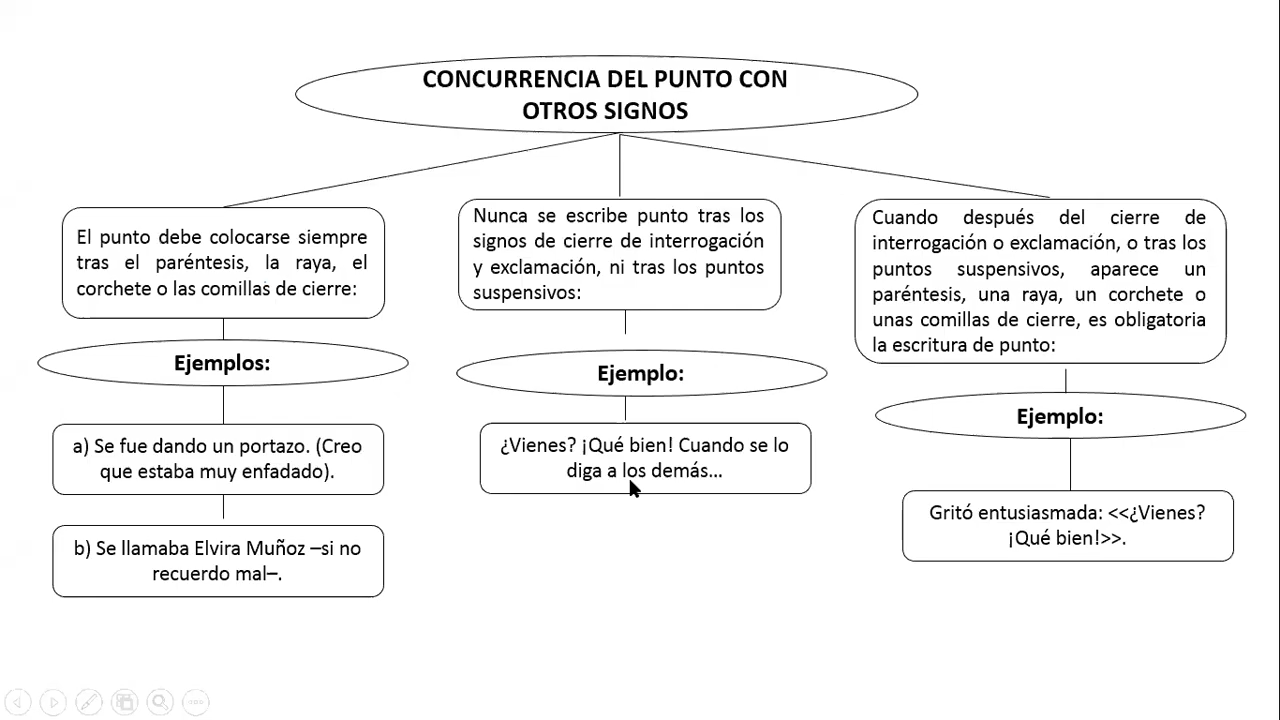 CONCURRENCIA DEL PUNTO CON
OTROS SIGNOS
El punto debe colocarse siempre
tras el paréntesis, la raya, el
corchete o las comillas de cierre:
Ejemplos:
a) Se fue dando un portazo. (Creo
que estaba muy enfadado).
b) Se llamaba Elvira Muñoz –si no
recuerdo mal–.
Nunca se escribe punto tras los
signos de cierre de interrogación
y exclamación, ni tras los puntos
suspensivos:
Ejemplo:
¿Vienes? ¡Qué bien! Cuando se lo
diga a los demás...
Cuando después del cierre de
interrogación o exclamación, o tras los
puntos suspensivos, aparece un
paréntesis, una raya, un corchete o
unas comillas de cierre, es obligatoria
la escritura de punto:
Ejemplo:
Gritó entusiasmada: <<¿Vienes?
¡Qué bien!>>.